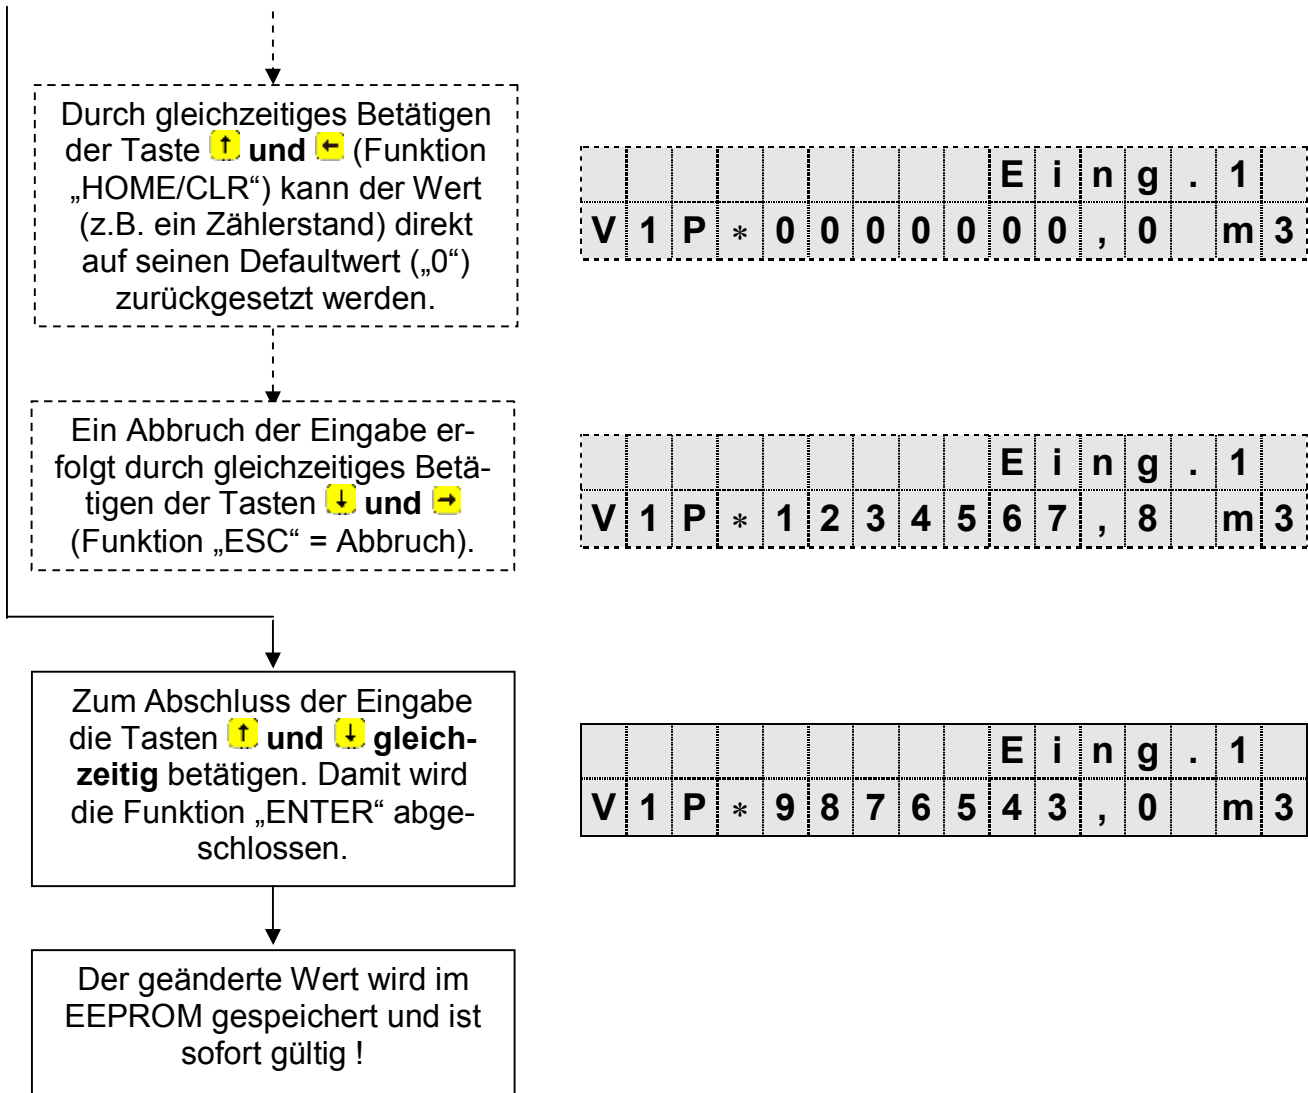 Durch gleichzeitiges Betätigen
der Taste ↑ und ← (Funktion
„HOME/CLR“) kann der Wert
(z.B. ein Zählerstand) direkt
auf seinen Defaultwert („0“)
zurückgesetzt werden.
Eing.1
V1P*0000000,0 m3
Ein Abbruch der Eingabe er-
folgt durch gleichzeitiges Betä-
tigen der Tasten ↓ und →
(Funktion „ESC“ = Abbruch).
Eing.1
V1P*1234567,8 m3
Zum Abschluss der Eingabe
die Tasten ↑ und ↓ gleich-
zeitig betätigen. Damit wird
die Funktion „ENTER“ abge-
schlossen.
Eing.1
V1P*9876543,0 m3
Der geänderte Wert wird im
EEPROM gespeichert und ist
sofort gültig !